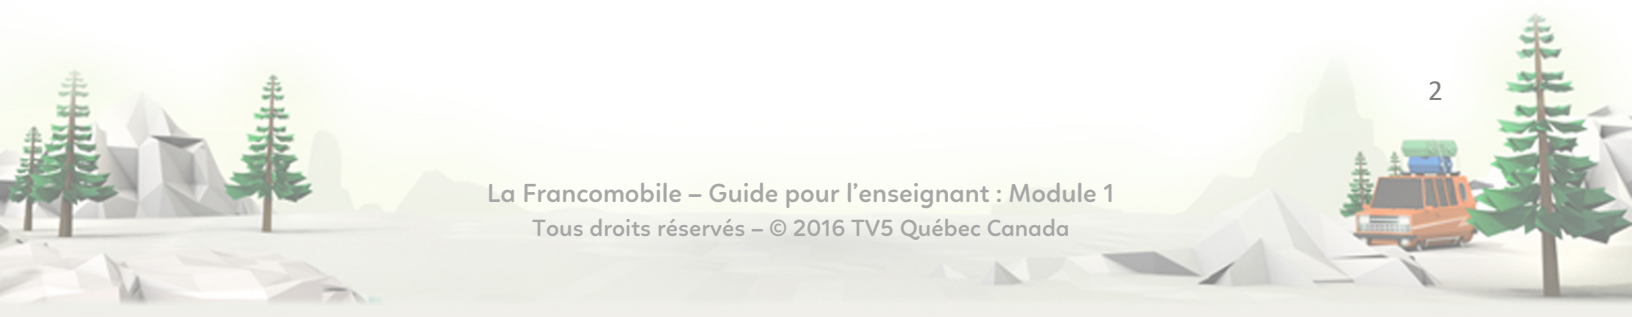 2
La Francomobile – Guide pour l’enseignant : Module 1
Tous droits réservés – © 2016 TV5 Québec Canada